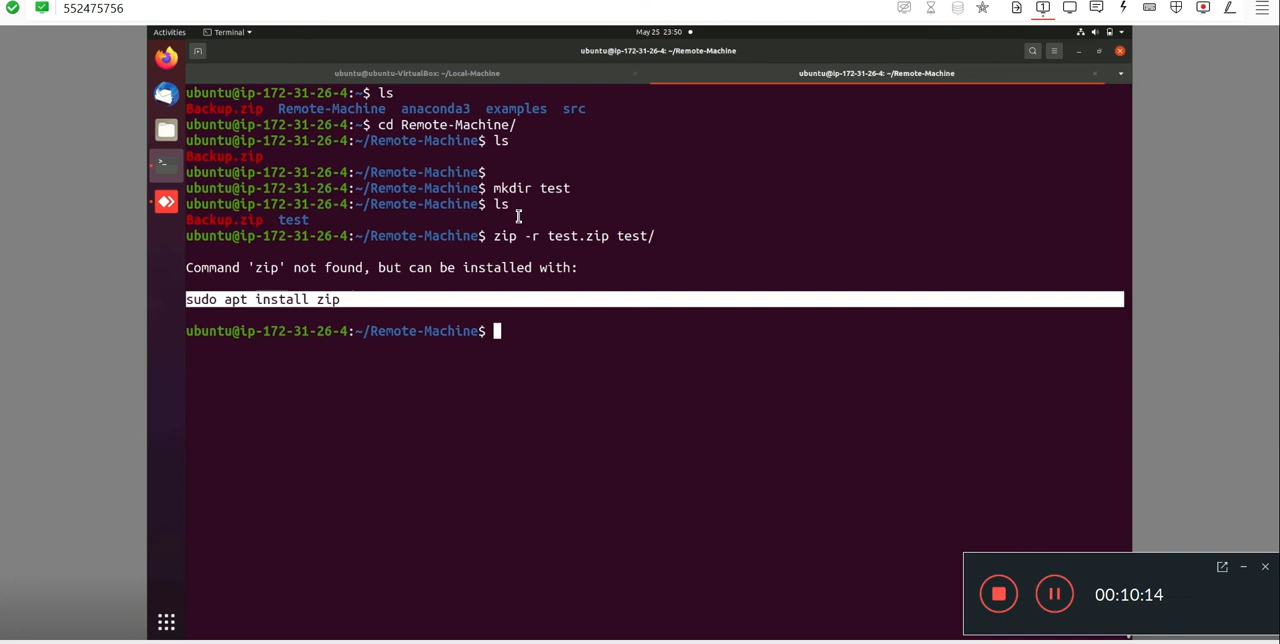 552475756
Activities Terminal May 25 23:50
ubuntu@ip-172-31-26-4: ~/Remote-Machine
ubuntu@ubuntu-VirtualBox: ~/Local-Machine ubuntu@ip-172-31-26-4: ~/Remote-Machine
ubuntu@ip-172-31-26-4:~$ ls
Backup.zip Remote-Machine anaconda3 examples src
ubuntu@ip-172-31-26-4:~$ cd Remote-Machine/
ubuntu@ip-172-31-26-4:~/Remote-Machine$ ls
Backup.zip
ubuntu@ip-172-31-26-4:~/Remote-Machine$
ubuntu@ip-172-31-26-4:~/Remote-Machine$ mkdir test
ubuntu@ip-172-31-26-4:~/Remote-Machine$ ls
Backup.zip test
ubuntu@ip-172-31-26-4:~/Remote-Machine$ zip -r test.zip test/
Command 'zip' not found, but can be installed with:
sudo apt install zip
ubuntu@ip-172-31-26-4:~/Remote-Machine$
00:10:14